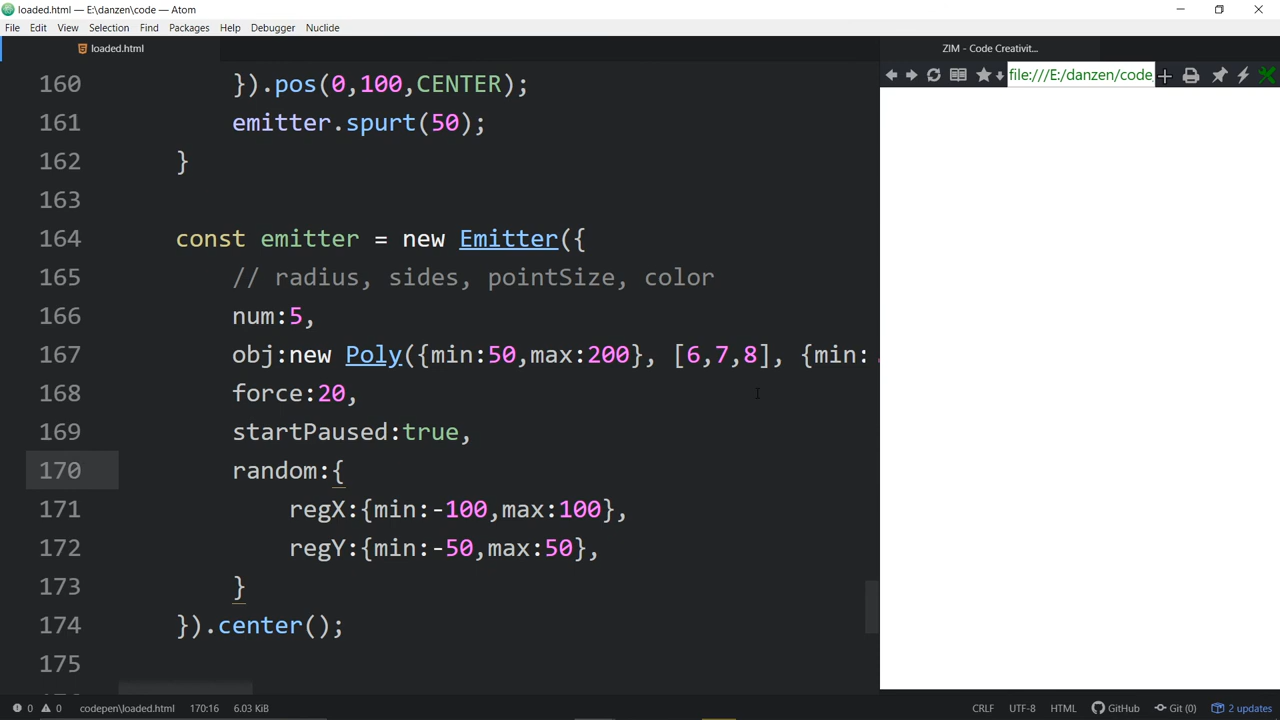 loaded.html — E:\danzen\code — Atom
File Edit View Selection Find Packages Help Debugger Nuclide
loaded.html
ZIM - Code Creativit...
file:///E:/danzen/code_
160 }).pos(0,100,CENTER);
161 emitter.spurt(50);
162 }
163
164 const emitter = new Emitter({
165 // radius, sides, pointSize, color
166 num:5,
167 obj:new Poly({min:50,max:200}, [6,7,8], {min:
168 force:20,
169 startPaused:true,
170 random:{
171 regX:{min:-100,max:100},
172 regY:{min:-50,max:50},
173 }
174 }).center();
175
0 0 codepen\loaded.html 170:16 6.03 KiB CRLF UTF-8 HTML GitHub Git (0) 2 updates